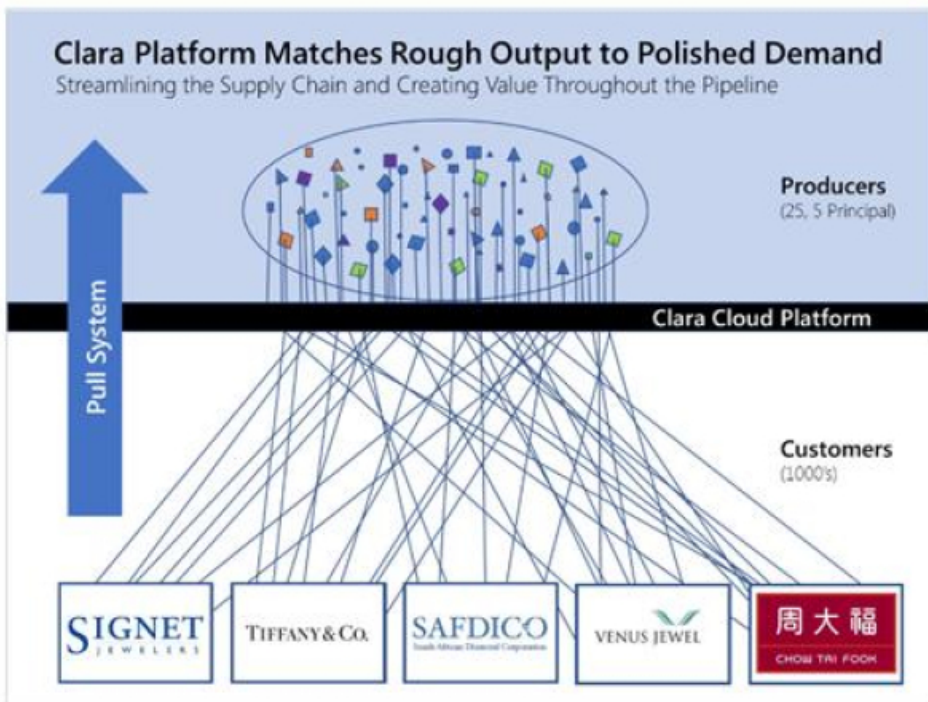 Clara Platform Matches Rough Output to Polished Demand
Streamlining the Supply Chain and Creating Value Throughout the Pipeline
Producers
(25, 5 Principal)
Clara Cloud Platform
Pull System
Customers
(1000's)
SIGNET
JEWELERS
TIFFANY & CO.
SAFDICO
South African Diamond Corporation
VENUS JEWEL
周大福
CHOW TAI FOOK